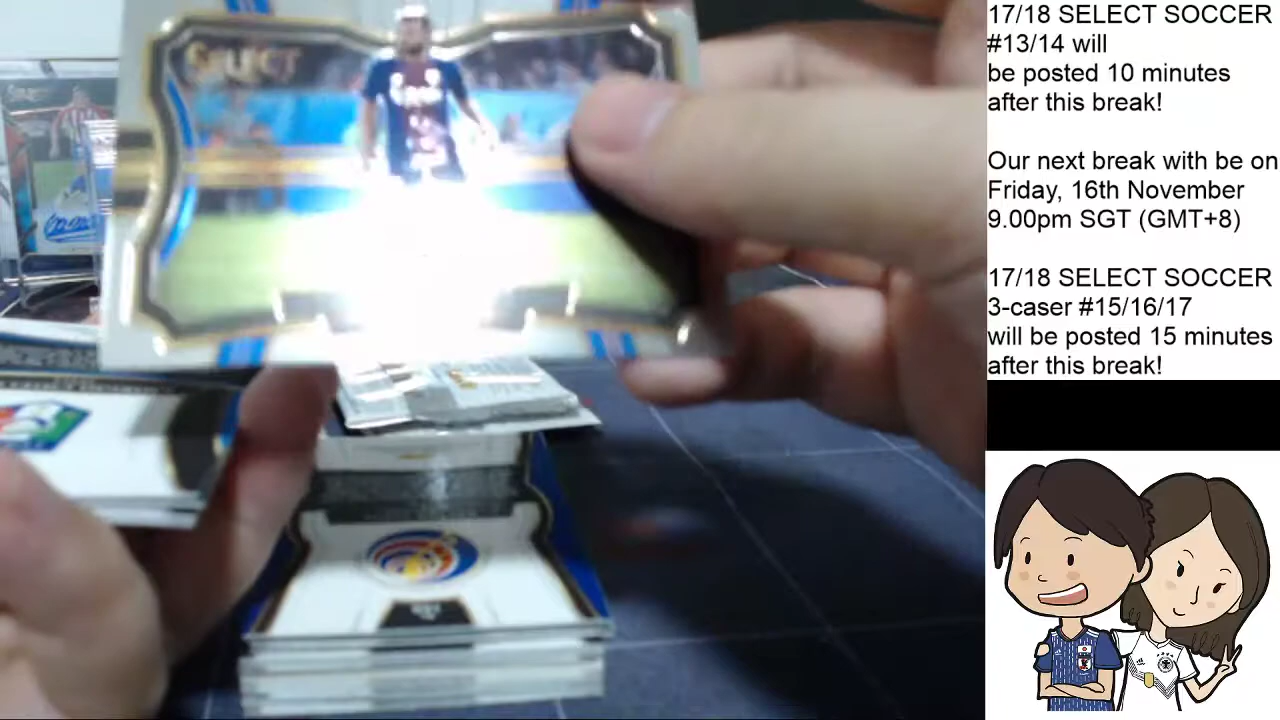 SELECT
17/18 SELECT SOCCER
#13/14 will
be posted 10 minutes
after this break!
Our next break with be on
Friday, 16th November
9.00pm SGT (GMT+8)
17/18 SELECT SOCCER
3-caser #15/16/17
will be posted 15 minutes
after this break!